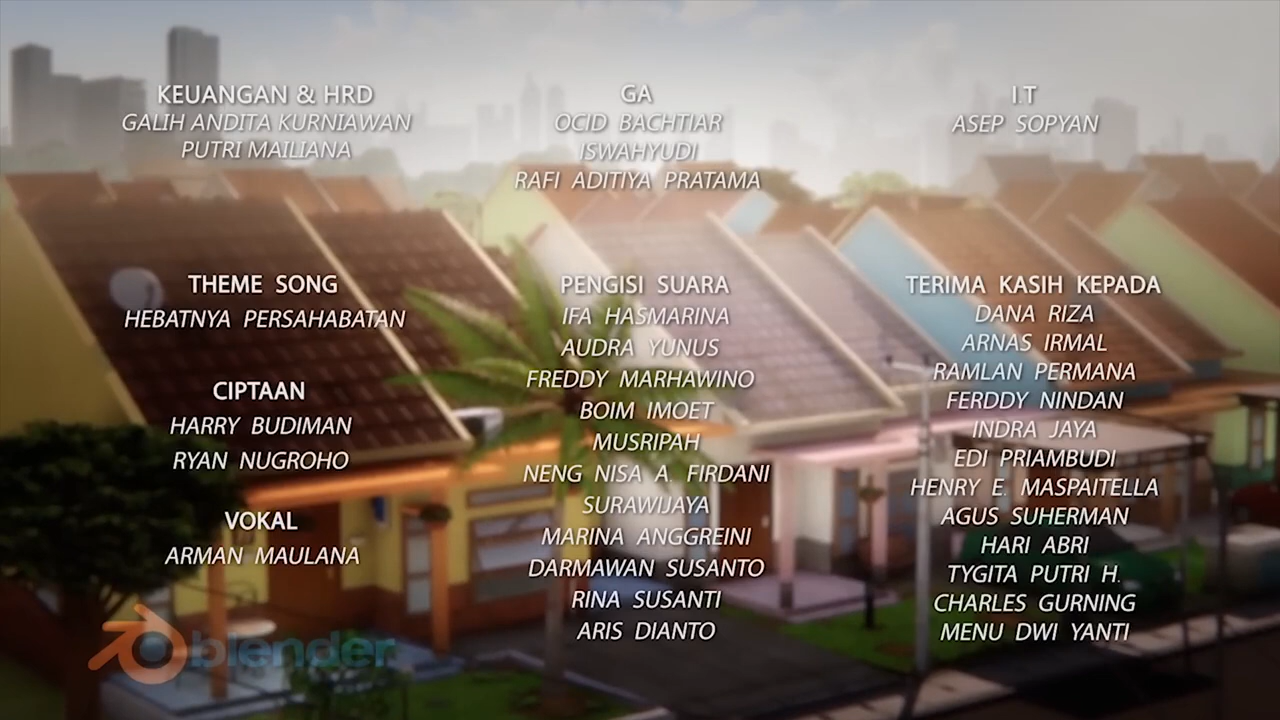 KEUANGAN & HRD
GALIH ANDITA KURNIAWAN
PUTRI MAILIANA
GA
OCID BACHTIAR
ISWAHYUDI
RAFI ADITIYA PRATAMA
I.T
ASEP SOPYAN
THEME SONG
HEBATNYA PERSAHABATAN
CIPTAAN
HARRY BUDIMAN
RYAN NUGROHO
VOKAL
ARMAN MAULANA
PENGISI SUARA
IFA HASMARINA
AUDRA YUNUS
FREDDY MARHAWINO
BOIM IMOET
MUSRIPAH
NENG NISA A. FIRDANI
SURAWIJAYA
MARINA ANGGREINI
DARMAWAN SUSANTO
RINA SUSANTI
ARIS DIANTO
TERIMA KASIH KEPADA
DANA RIZA
ARNAS IRMAL
RAMLAN PERMANA
FERDDY NINDAN
INDRA JAYA
EDI PRIAMBUDI
HENRY E. MASPAITELLA
AGUS SUHERMAN
HARI ABRI
TYGITA PUTRI H.
CHARLES GURNING
MENU DWI YANTI
blender